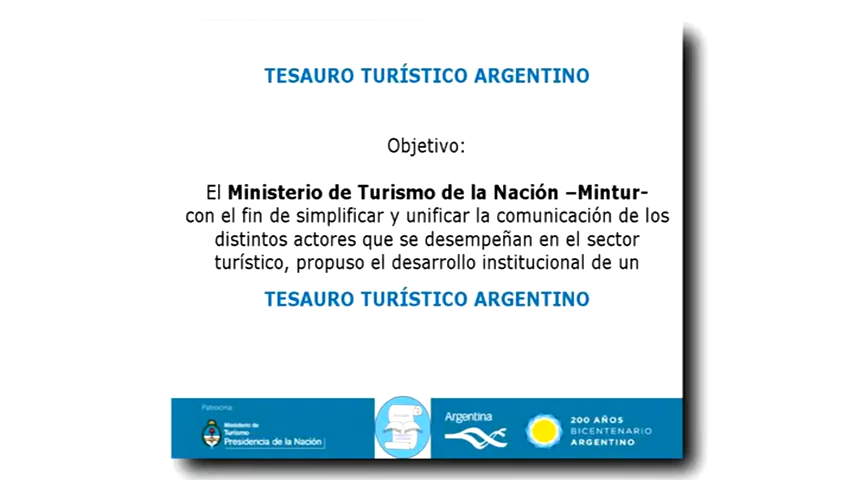 TESAURO TURÍSTICO ARGENTINO
Objetivo:
El Ministerio de Turismo de la Nación –Mintur-
con el fin de simplificar y unificar la comunicación de los
distintos actores que se desempeñan en el sector
turístico, propuso el desarrollo institucional de un
TESAURO TURÍSTICO ARGENTINO
Patrocina:
Ministerio de
Turismo
Presidencia de la Nación
Argentina
200 AÑOS
BICENTENARIO
ARGENTINO